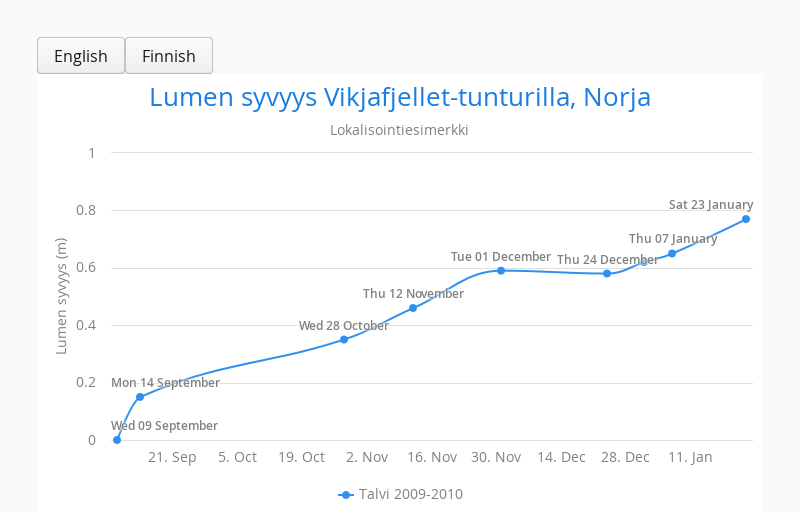 English Finnish
Lumen syvyys Vikjafjellet-tunturilla, Norja
Lokalisointiesimerkki
Lumen syvyys (m)
1
0.8
0.6
0.4
0.2
0
Sat 23 January
Thu 07 January
Tue 01 December Thu 24 December
Thu 12 November
Wed 28 October
Mon 14 September
Wed 09 September
21. Sep 5. Oct 19. Oct 2. Nov 16. Nov 30. Nov 14. Dec 28. Dec 11. Jan
Talvi 2009-2010